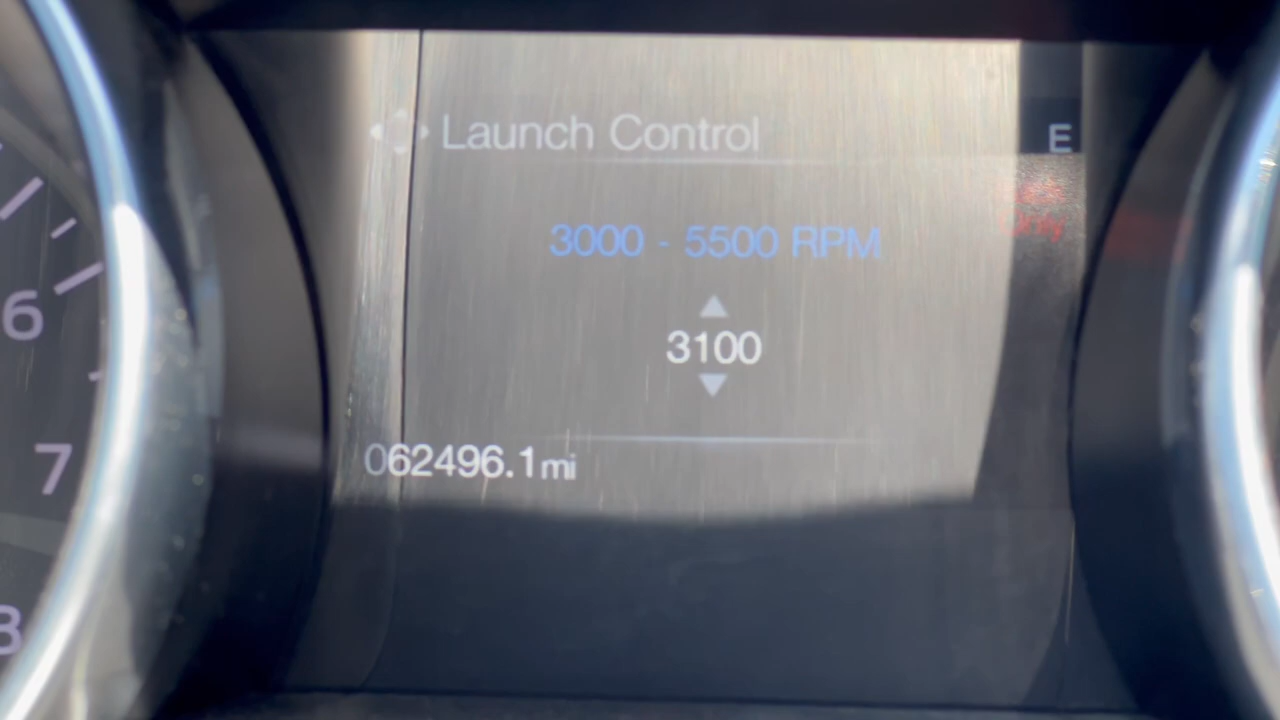 Launch Control
E
3000 - 5500 RPM
6
3100
062496.1mi
7
8